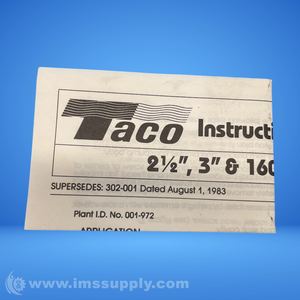 Taco Instructi
2½", 3" & 160
SUPERSEDES: 302-001 Dated August 1, 1983
Plant I.D. No. 001-972
APPLICATION
© www.imssupply.com/